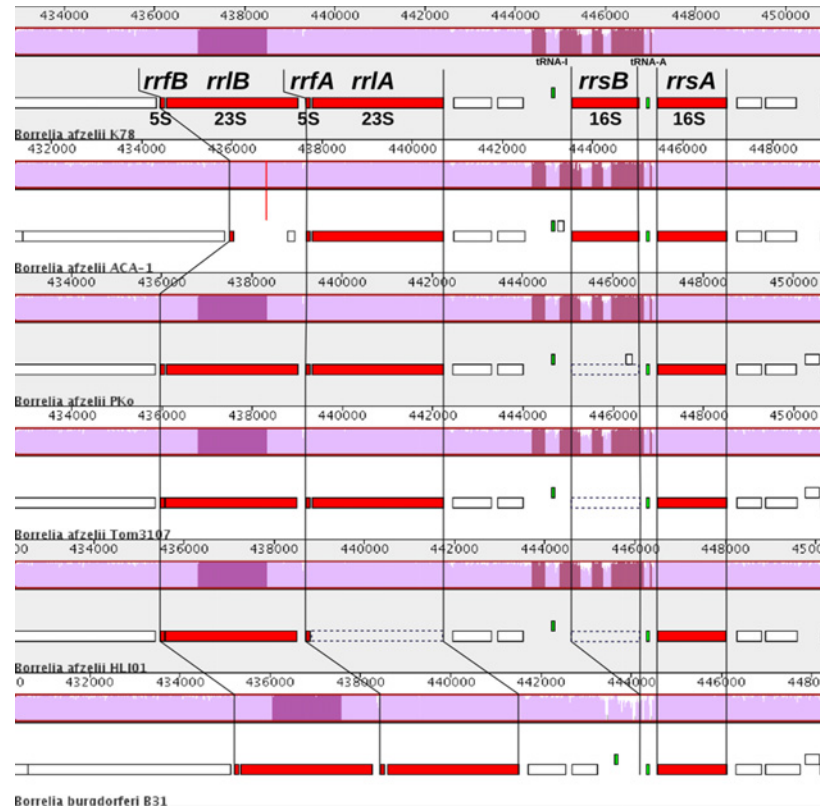 434000 436000 438000 440000 442000 444000 446000 448000 450000
tRNA-I tRNA-A
rrfB rrlB rrfA rrlA rrsB rrsA
5S 23S 5S 23S 16S 16S
Borrelia afzelii K78
432000 434000 436000 438000 440000 442000 444000 446000 448000
Borrelia afzelii ACA-1
434000 436000 438000 440000 442000 444000 446000 448000 450000
Borrelia afzelii PKo
434000 436000 438000 440000 442000 444000 446000 448000 450000
Borrelia afzelii Tom3107
00 434000 436000 438000 440000 442000 444000 446000 448000 4500
Borrelia afzelii HLJ01
0 432000 434000 436000 438000 440000 442000 444000 446000 4480
Borrelia burgdorferi B31